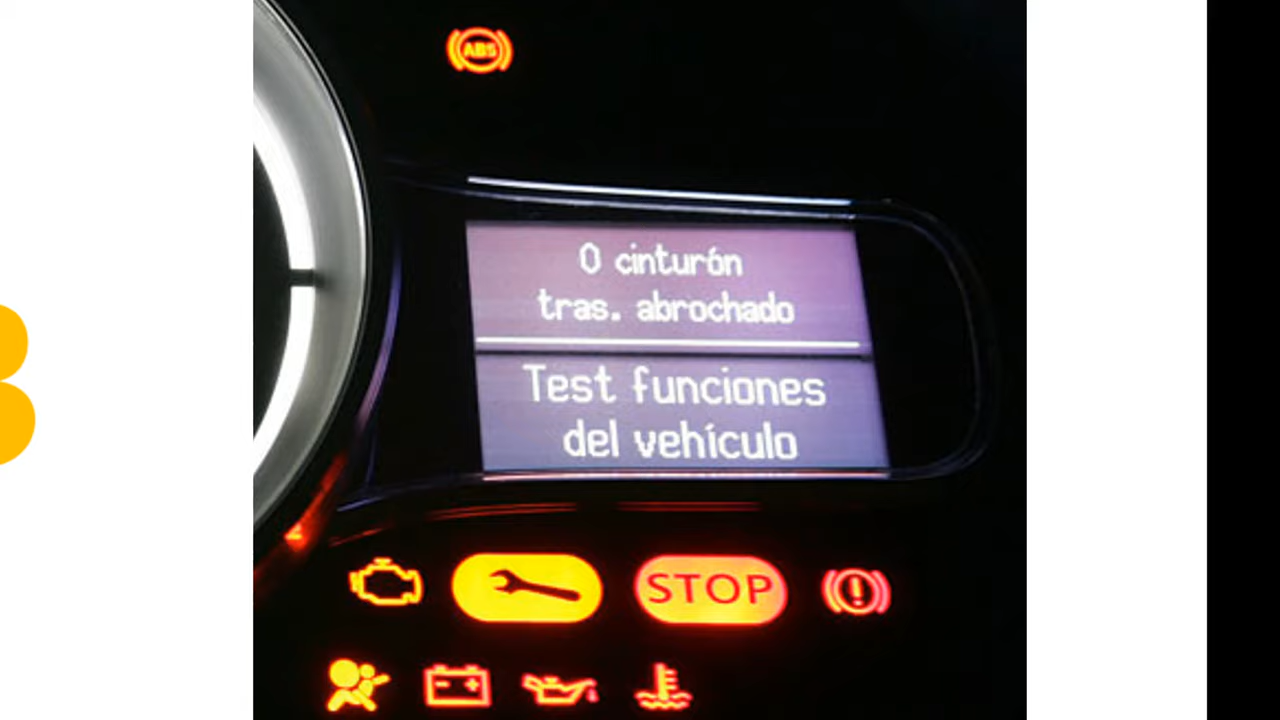 ABS
0 cinturón
tras. abrochado
Test funciones
del vehículo
STOP